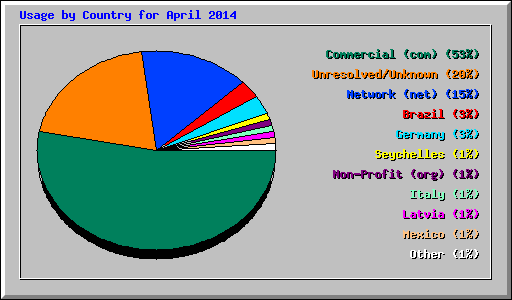 Usage by Country for April 2014
Commercial (com) (53%)
Unresolved/Unknown (20%)
Network (net) (15%)
Brazil (3%)
Germany (3%)
Seychelles (1%)
Non-Profit (org) (1%)
Italy (1%)
Latvia (1%)
Mexico (1%)
Other (1%)